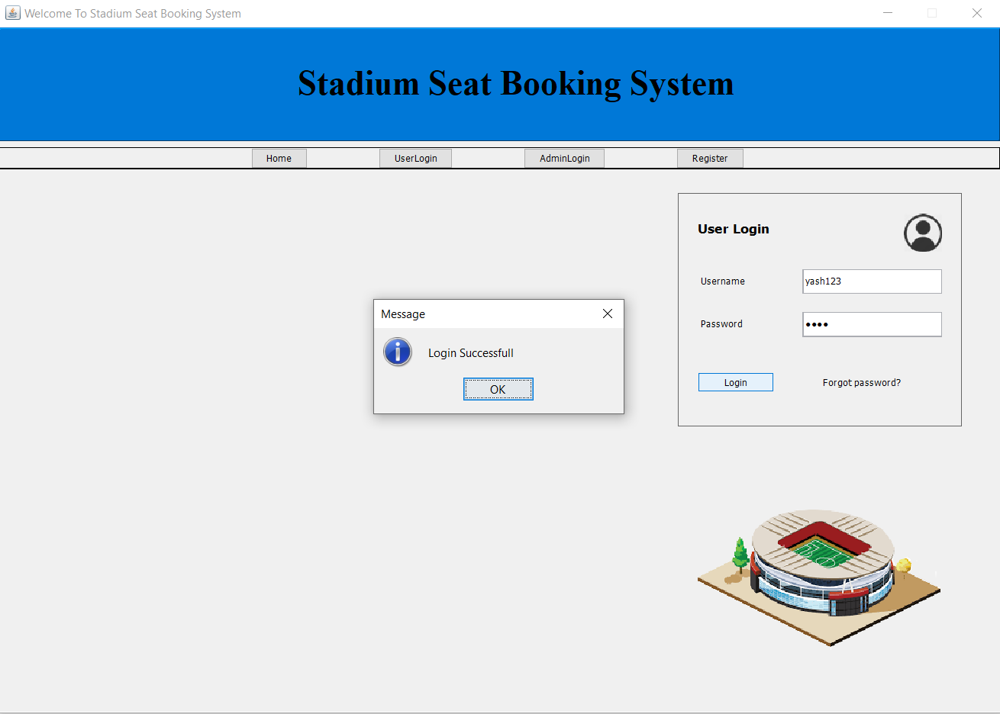 Welcome To Stadium Seat Booking System
Stadium Seat Booking System
Home UserLogin AdminLogin Register
User Login
Username yash123
Password ••••
Login Forgot password?
Message
Login Successfull
OK